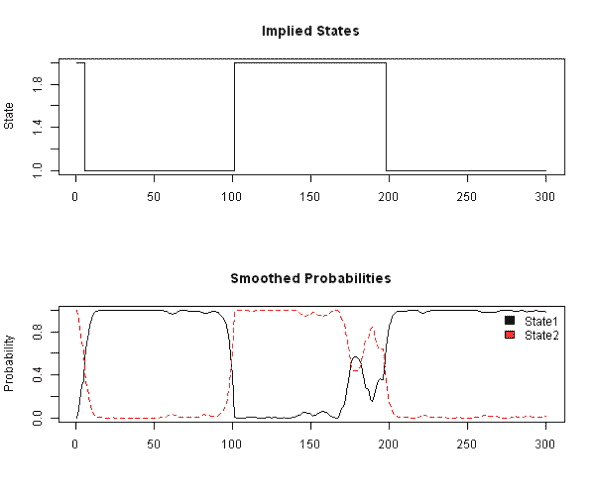 Implied States
State
1.8
1.4
1.0
0 50 100 150 200 250 300
Smoothed Probabilities
State1
State2
Probability
0.8
0.4
0.0
0 50 100 150 200 250 300